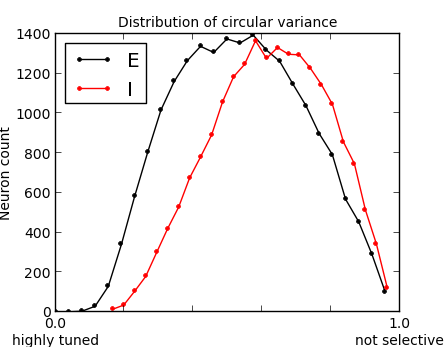 Distribution of circular variance
1400
1200
1000
800
600
400
200
0
Neuron count
E
I
0.0
1.0
highly tuned
not selective